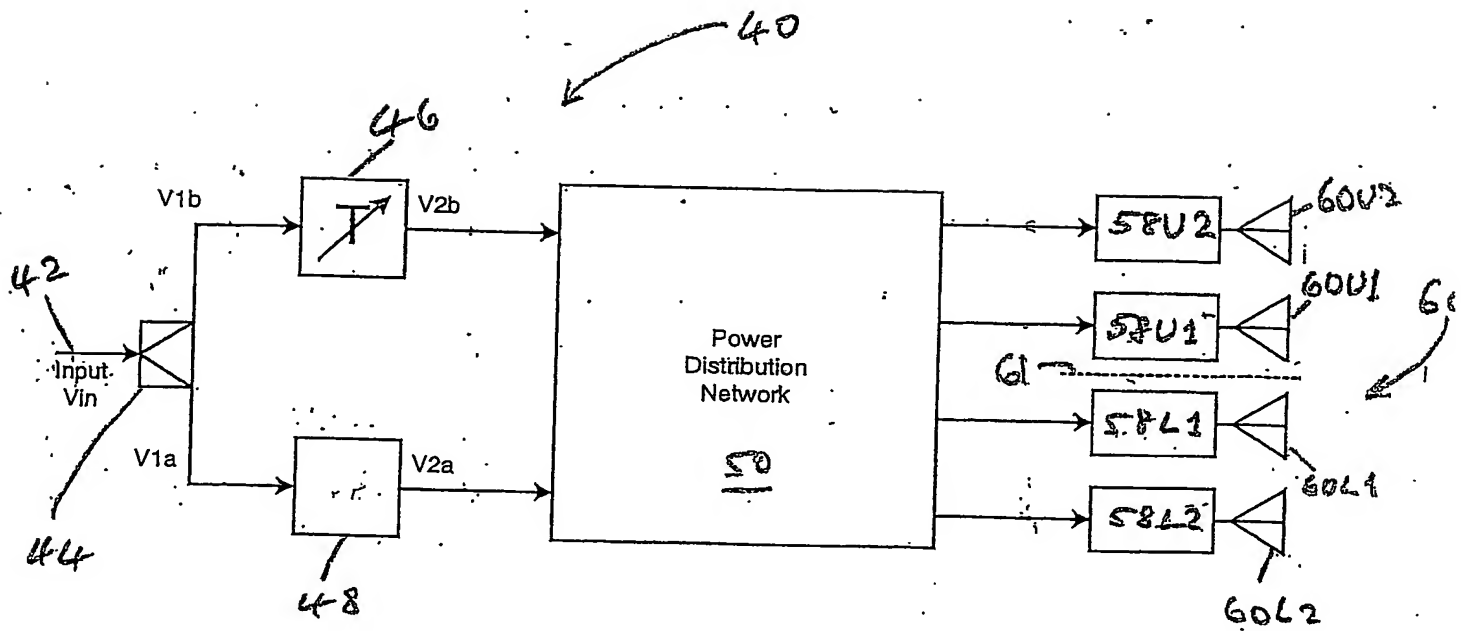 40
46
V1b
V2b
T
58U2
60U2
42
60U1
58U1
Input
Vin
Power
Distribution
Network
61
58L1
V1a
V2a
50
60L1
58L2
44
48
60L2